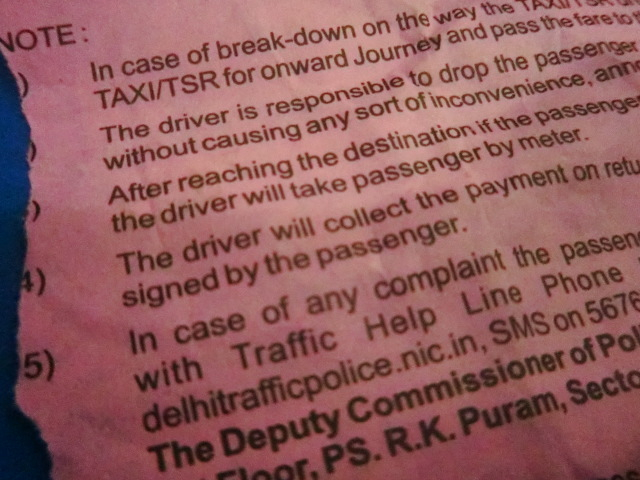 NOTE:
) In case of break-down on the way the TAXI/TSR
TAXI/TSR for onward Journey and pass the fare to
) The driver is responsible to drop the passenger
without causing any sort of inconvenience,
) After reaching the destination if the passenger
the driver will take passenger by meter.
4) The driver will collect the payment on
signed by the passenger.
5) In case of any complaint the
with Traffic Help Line Phone
delhitrafficpolice.nic.in, SMS on
The Deputy Commissioner of
Floor, PS. R.K. Puram,